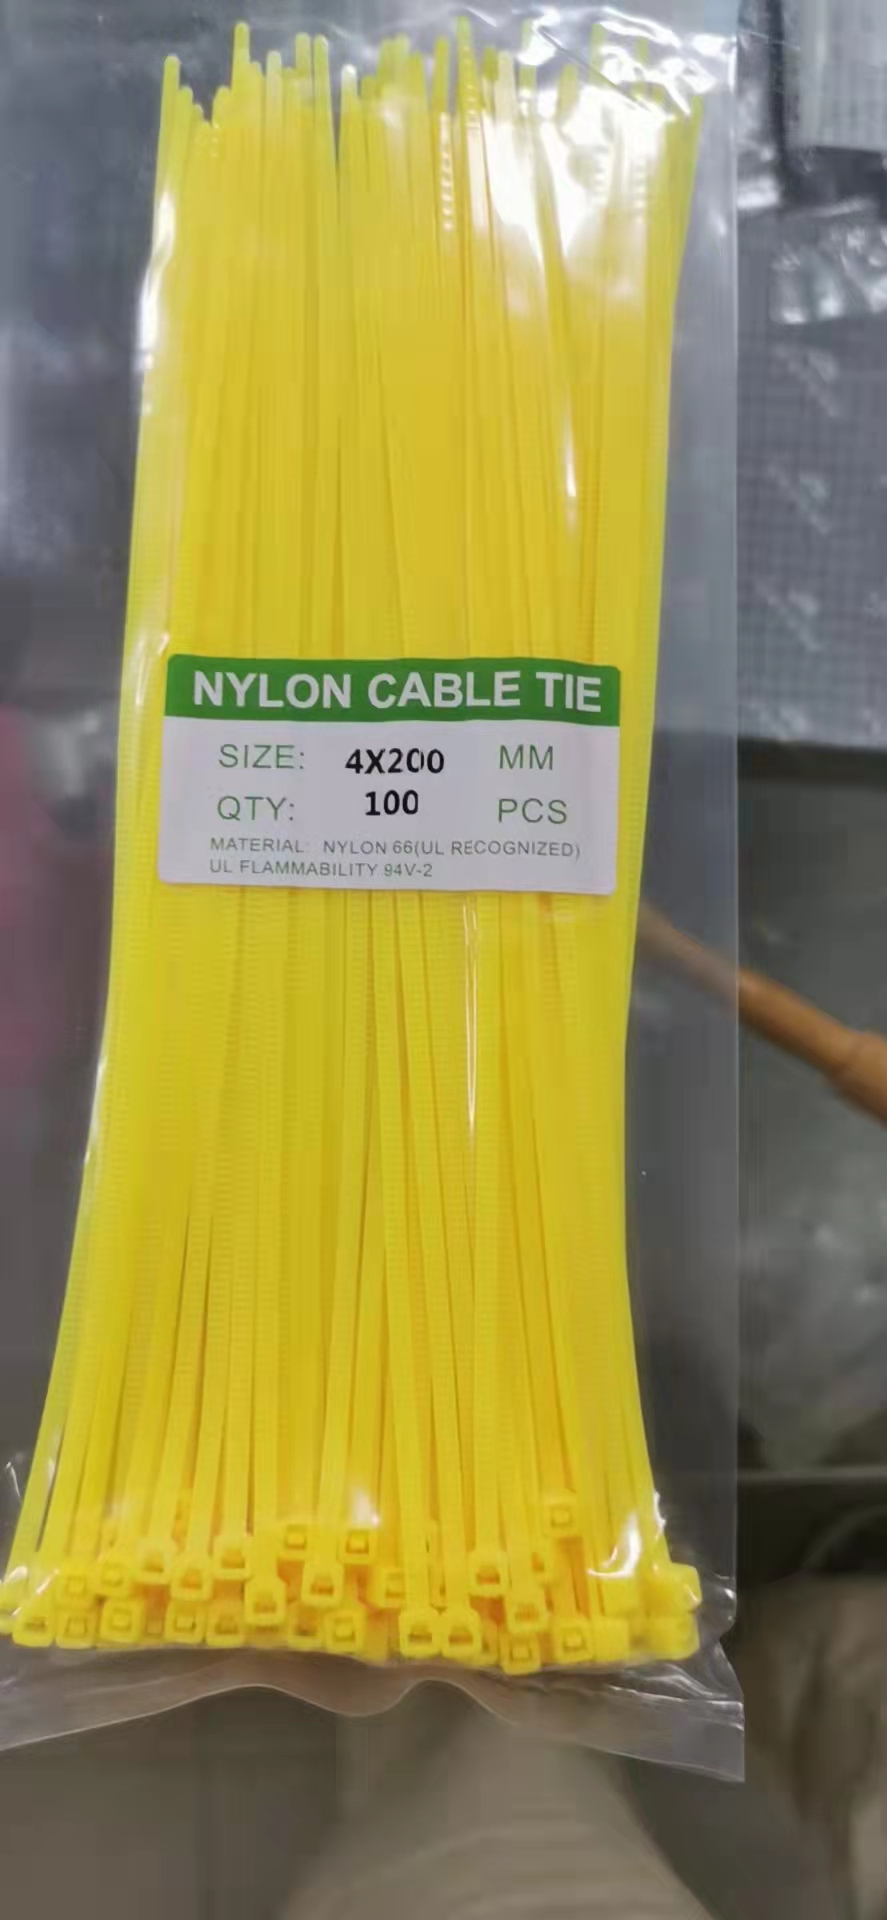 NYLON CABLE TIE
SIZE: 4X200 MM
QTY: 100 PCS
MATERIAL: NYLON 66(UL RECOGNIZED)
UL FLAMMABILITY 94V-2